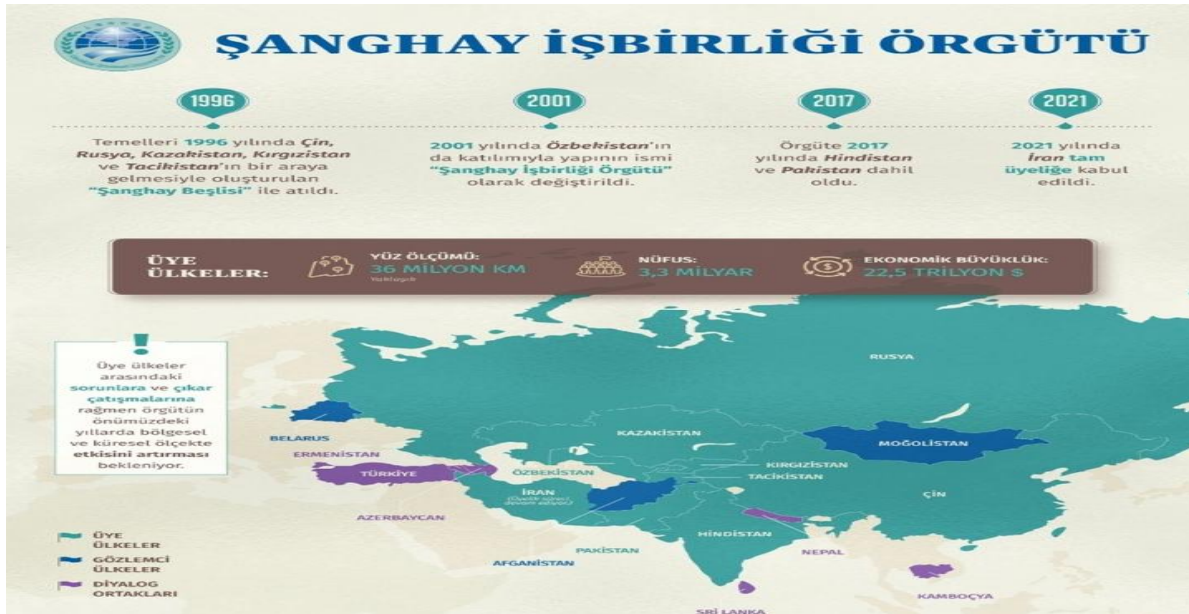 ŞANGHAY İŞBİRLİĞİ ÖRGÜTÜ
1996
Temelleri 1996 yılında Çin,
Rusya, Kazakistan, Kırgızistan
ve Tacikistan'ın bir araya
gelmesiyle oluşturulan
"Şanghay Beşlisi" ile atıldı.
2001
2001 yılında Özbekistan'ın
da katılımıyla yapının ismi
"Şanghay İşbirliği Örgütü"
olarak değiştirildi.
2017
Örgüte 2017
yılında Hindistan
ve Pakistan dahil
oldu.
2021
2021 yılında
İran tam
üyeliğe kabul
edildi.
ÜYE
ÜLKELER:
YÜZ ÖLÇÜMÜ:
36 MİLYON KM
Yaklaşık
NÜFUS:
3,3 MİLYAR
EKONOMİK BÜYÜKLÜK:
22,5 TRİLYON $
!
Üye ülkeler
arasındaki
sorunlara ve çıkar
çatışmalarına
rağmen örgütün
önümüzdeki
yıllarda bölgesel
ve küresel ölçekte
etkisini artırması
bekleniyor.
RUSYA
BELARUS
KAZAKİSTAN
MOĞOLİSTAN
ERMENİSTAN
TÜRKİYE
ÖZBEKİSTAN
KIRGIZİSTAN
TACİKİSTAN
İRAN
(Üyelik süreci
devam ediyor.)
ÇİN
AZERBAYCAN
HİNDİSTAN
PAKİSTAN
NEPAL
AFGANİSTAN
KAMBOÇYA
SRİ LANKA
ÜYE
ÜLKELER
GÖZLEMCİ
ÜLKELER
DİYALOG
ORTAKLARI